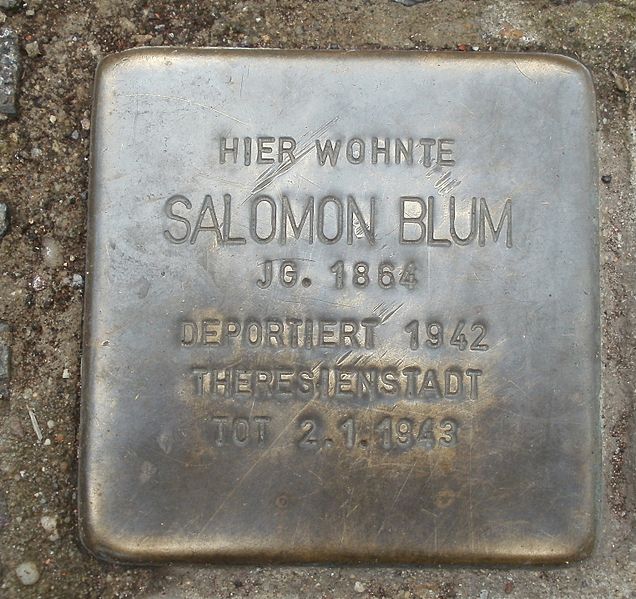 HIER WOHNTE
SALOMON BLUM
JG. 1864
DEPORTIERT 1942
THERESIENSTADT
TOT 2.1.1943